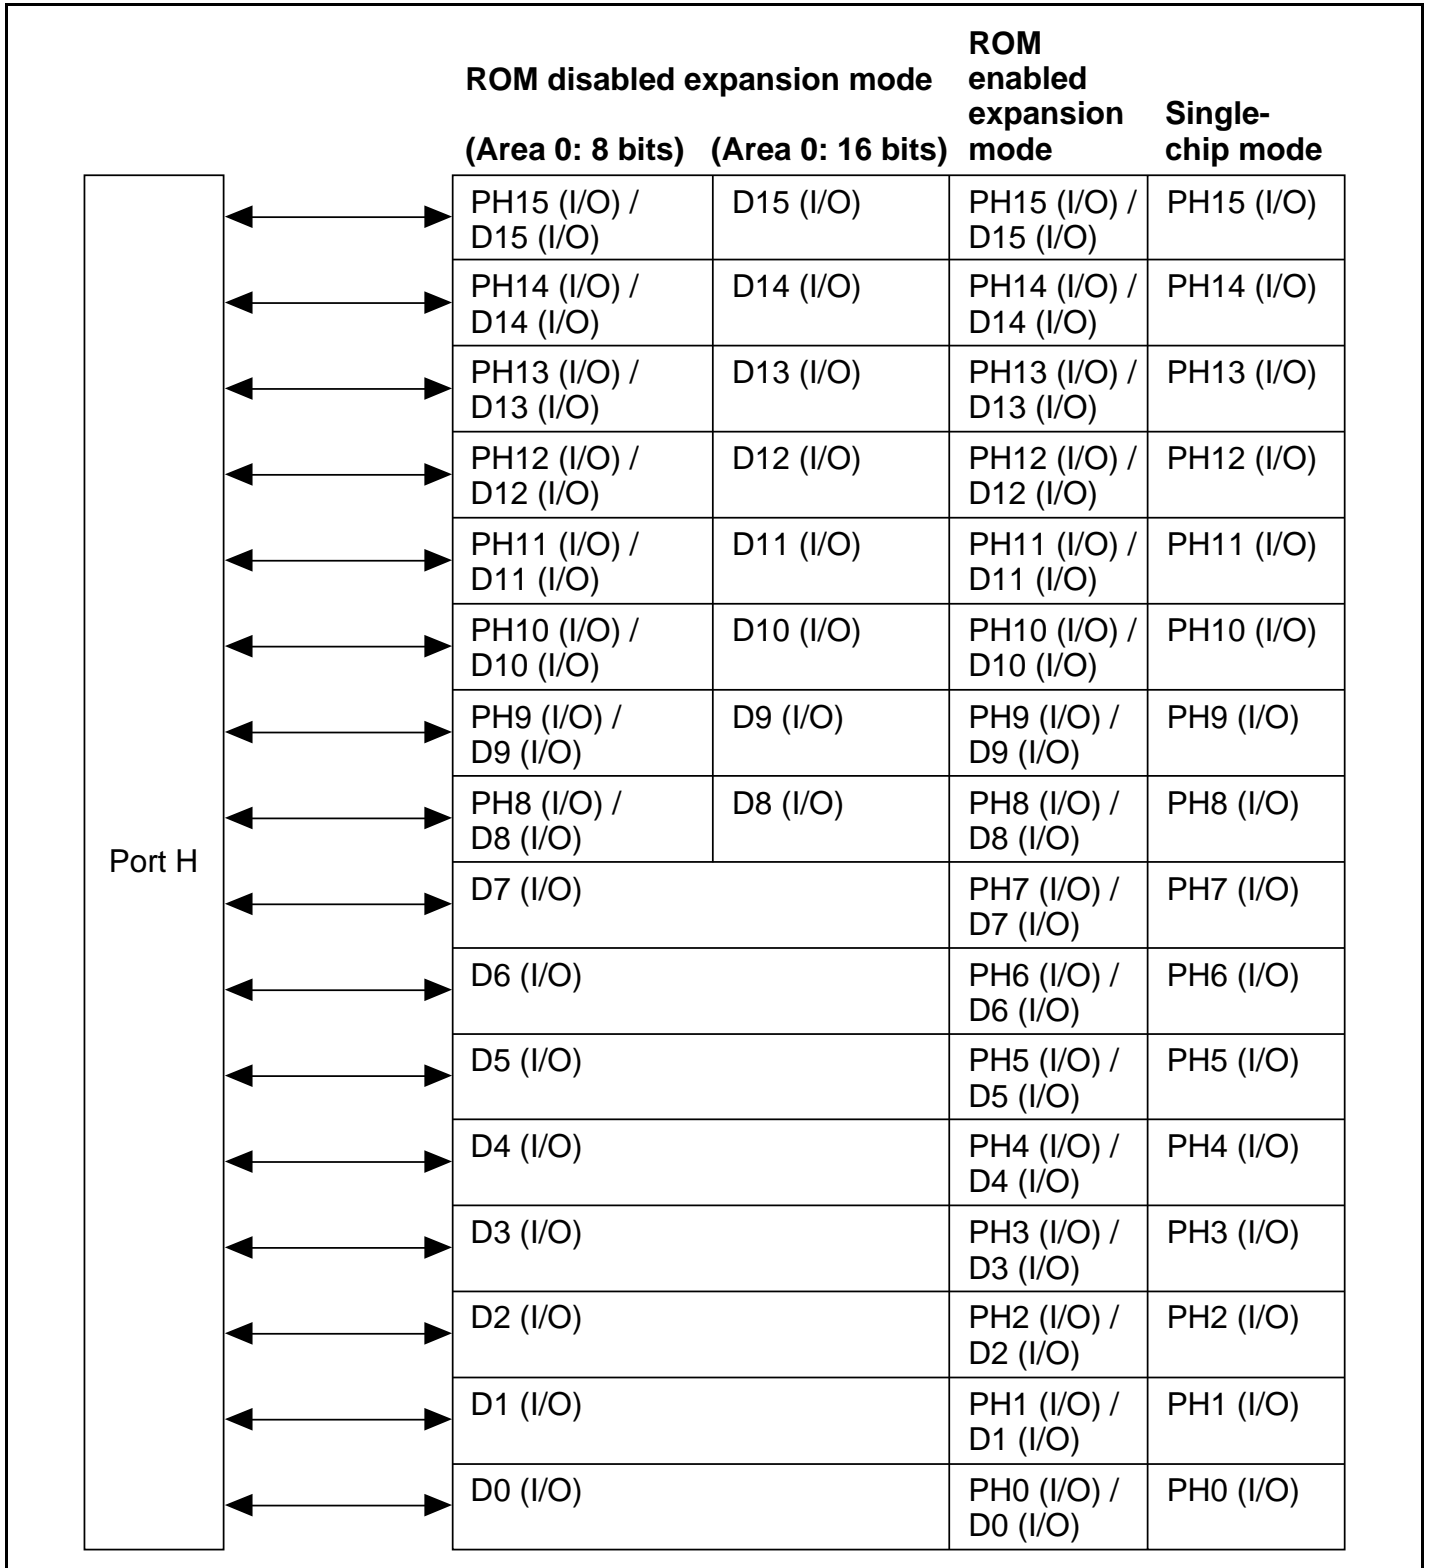 ROM disabled expansion mode
(Area 0: 8 bits) (Area 0: 16 bits)
ROM
enabled
expansion
mode
Single-
chip mode
Port H
PH15 (I/O) / D15 (I/O) PH15 (I/O) / PH15 (I/O)
D15 (I/O) D15 (I/O)
PH14 (I/O) / D14 (I/O) PH14 (I/O) / PH14 (I/O)
D14 (I/O) D14 (I/O)
PH13 (I/O) / D13 (I/O) PH13 (I/O) / PH13 (I/O)
D13 (I/O) D13 (I/O)
PH12 (I/O) / D12 (I/O) PH12 (I/O) / PH12 (I/O)
D12 (I/O) D12 (I/O)
PH11 (I/O) / D11 (I/O) PH11 (I/O) / PH11 (I/O)
D11 (I/O) D11 (I/O)
PH10 (I/O) / D10 (I/O) PH10 (I/O) / PH10 (I/O)
D10 (I/O) D10 (I/O)
PH9 (I/O) / D9 (I/O) PH9 (I/O) / PH9 (I/O)
D9 (I/O) D9 (I/O)
PH8 (I/O) / D8 (I/O) PH8 (I/O) / PH8 (I/O)
D8 (I/O) D8 (I/O)
D7 (I/O) PH7 (I/O) / PH7 (I/O)
D7 (I/O)
D6 (I/O) PH6 (I/O) / PH6 (I/O)
D6 (I/O)
D5 (I/O) PH5 (I/O) / PH5 (I/O)
D5 (I/O)
D4 (I/O) PH4 (I/O) / PH4 (I/O)
D4 (I/O)
D3 (I/O) PH3 (I/O) / PH3 (I/O)
D3 (I/O)
D2 (I/O) PH2 (I/O) / PH2 (I/O)
D2 (I/O)
D1 (I/O) PH1 (I/O) / PH1 (I/O)
D1 (I/O)
D0 (I/O) PH0 (I/O) / PH0 (I/O)
D0 (I/O)